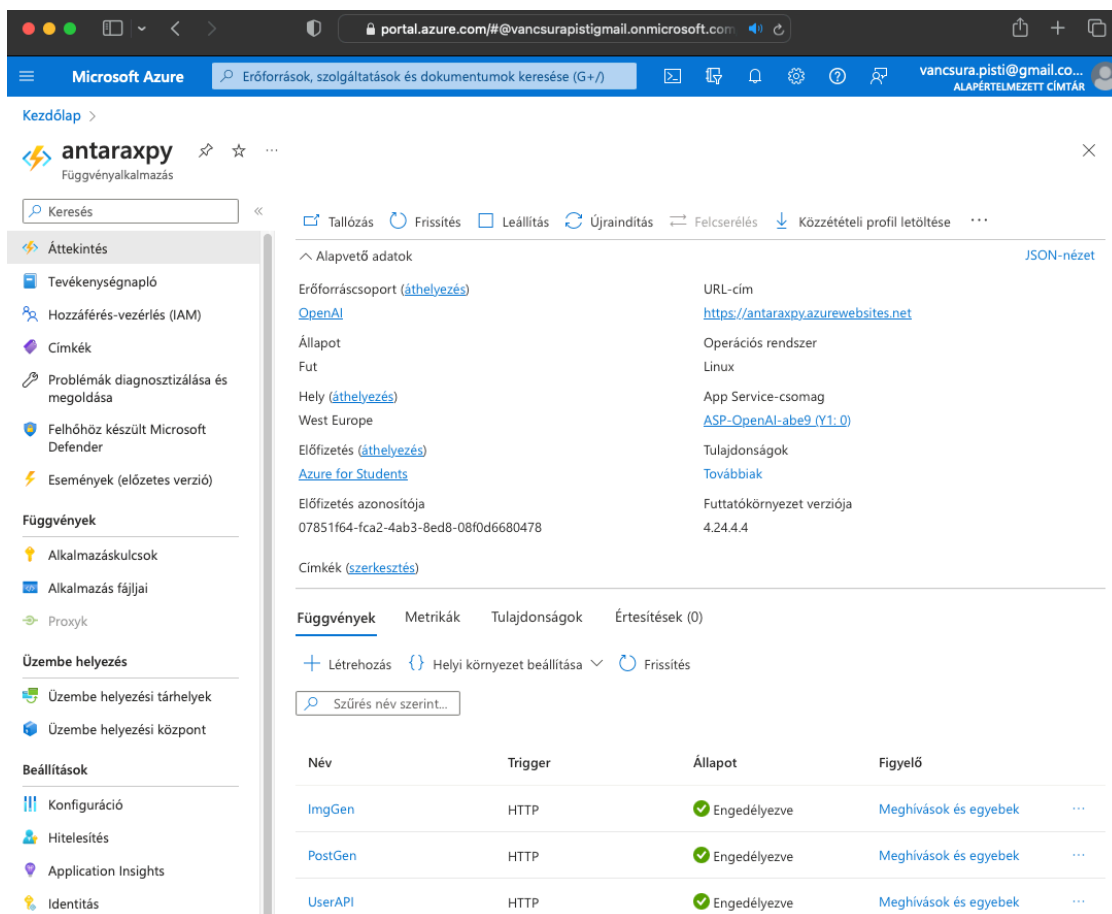 portal.azure.com/#@vancsurapistigmail.onmicrosoft.com
Microsoft Azure
Erőforrások, szolgáltatások és dokumentumok keresése (G+/)
vancsura.pisti@gmail.co...
ALAPÉRTELMEZETT CÍMTÁR
Kezdőlap >
antaraxpy
Függvényalkalmazás
Keresés
Áttekintés
Tevékenységnapló
Hozzáférés-vezérlés (IAM)
Címkék
Problémák diagnosztizálása és
megoldása
Felhőhöz készült Microsoft
Defender
Események (előzetes verzió)
Függvények
Alkalmazáskulcsok
Alkalmazás fájljai
Proxyk
Üzembe helyezés
Üzembe helyezési tárhelyek
Üzembe helyezési központ
Beállítások
Konfiguráció
Hitelesítés
Application Insights
Identitás
Tallózás Frissítés Leállítás Újraindítás Felcserélés Közzétételi profil letöltése ...
Alapvető adatok JSON-nézet
Erőforráscsoport (áthelyezés)
OpenAI
Állapot
Fut
Hely (áthelyezés)
West Europe
Előfizetés (áthelyezés)
Azure for Students
Előfizetés azonosítója
07851f64-fca2-4ab3-8ed8-08f0d6680478
Címkék (szerkesztés)
URL-cím
https://antaraxpy.azurewebsites.net
Operációs rendszer
Linux
App Service-csomag
ASP-OpenAI-abe9 (Y1: 0)
Tulajdonságok
Továbbiak
Futtatókörnyezet verziója
4.24.4.4
Függvények Metrikák Tulajdonságok Értesítések (0)
Létrehozás Helyi környezet beállítása Frissítés
Szűrés név szerint...
Név Trigger Állapot Figyelő
ImgGen HTTP Engedélyezve Meghívások és egyebek ...
PostGen HTTP Engedélyezve Meghívások és egyebek ...
UserAPI HTTP Engedélyezve Meghívások és egyebek ...